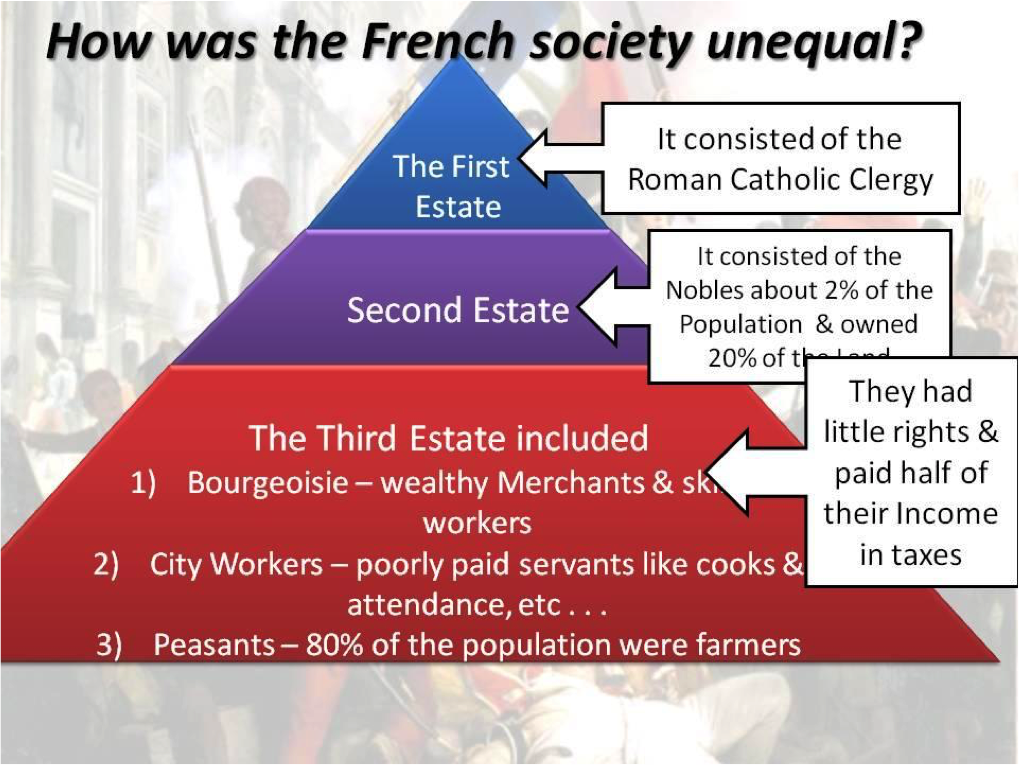 How was the French society unequal?
The First
Estate
It consisted of the
Roman Catholic Clergy
Second Estate
It consisted of the
Nobles about 2% of the
Population & owned
20% of the Land
They had
little rights &
paid half of
their Income
in taxes
The Third Estate included
1) Bourgeoisie – wealthy Merchants &
workers
2) City Workers – poorly paid servants like cooks &
attendance, etc . . .
3) Peasants – 80% of the population were farmers